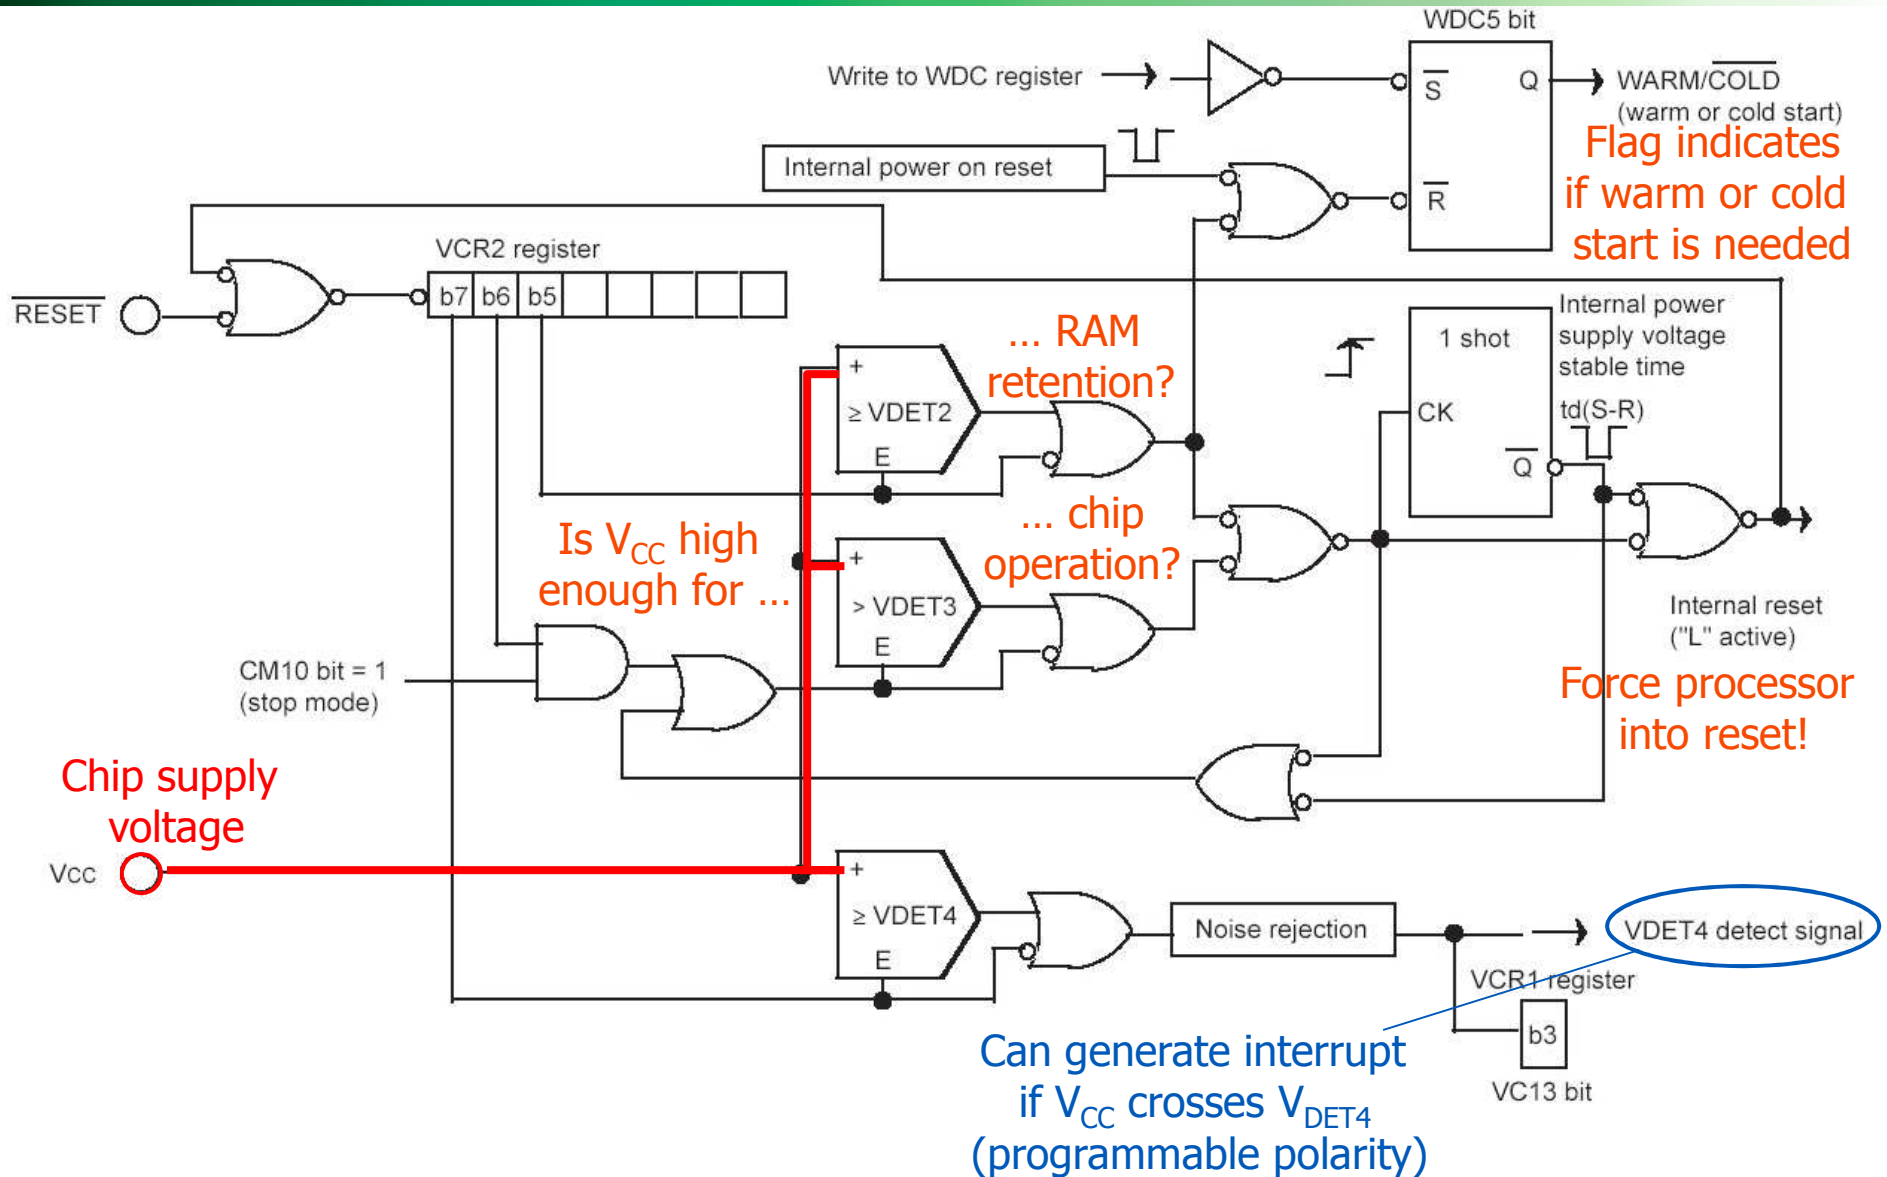 WDC5 bit
Write to WDC register
S
Q
WARM/COLD
(warm or cold start)
Flag indicates
if warm or cold
start is needed
Internal power on reset
R
VCR2 register
RESET
b7 b6 b5
Internal power
supply voltage
stable time
td(S-R)
1 shot
CK
Q
... RAM
retention?
+
≥ VDET2
E
Is VCC high
enough for ...
... chip
operation?
+
> VDET3
E
Internal reset
("L" active)
Force processor
into reset!
CM10 bit = 1
(stop mode)
Chip supply
voltage
Vcc
+
≥ VDET4
E
Noise rejection
VDET4 detect signal
VCR1 register
b3
VC13 bit
Can generate interrupt
if VCC crosses VDET4
(programmable polarity)